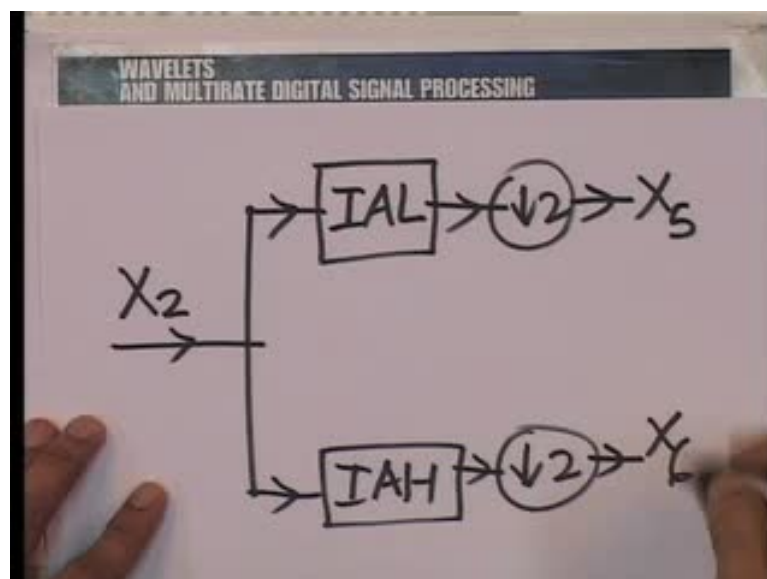 WAVELETS
AND MULTIRATE DIGITAL SIGNAL PROCESSING
IAL ↓2 X5
X2
IAH ↓2 X6